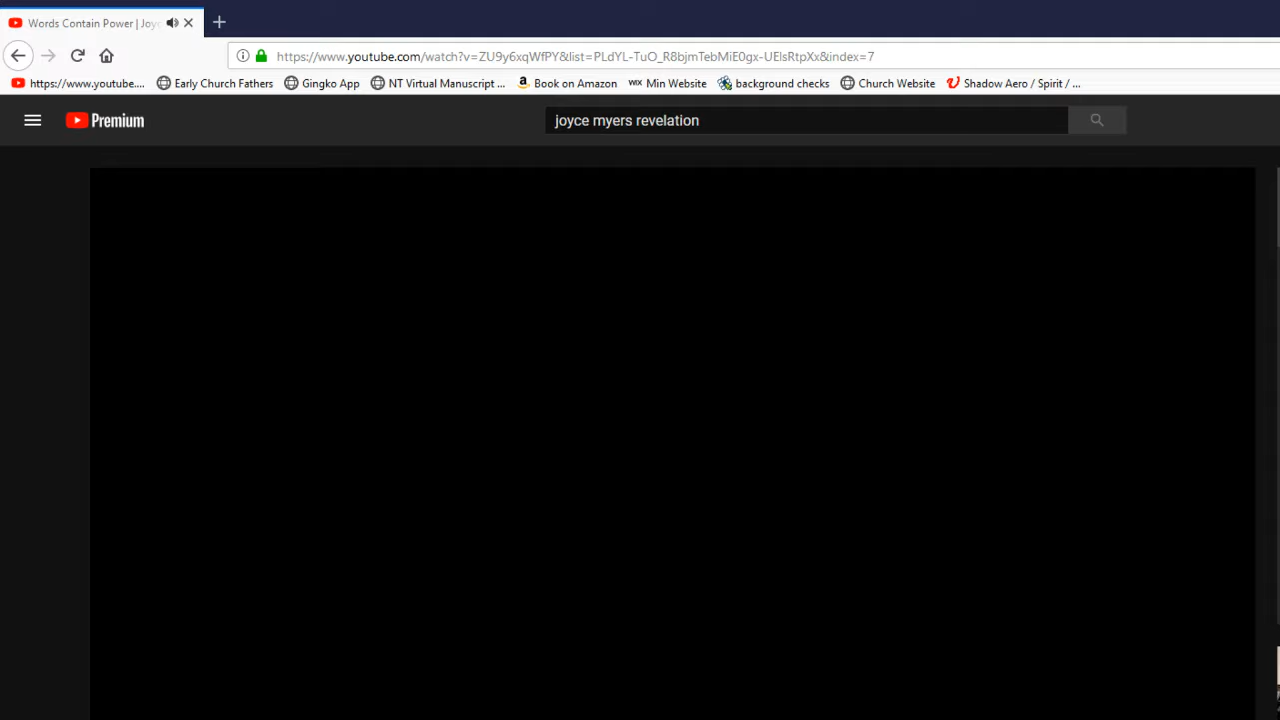 Words Contain Power | Joyc
https://www.youtube.com/watch?v=ZU9y6xqWfPY&list=PLdYL-TuO_R8bjmTebMiE0gx-UElsRtpXx&index=7
https://www.youtube.... Early Church Fathers Gingko App NT Virtual Manuscript ... a Book on Amazon WIX Min Website background checks Church Website U Shadow Aero / Spirit / ...
Premium joyce myers revelation